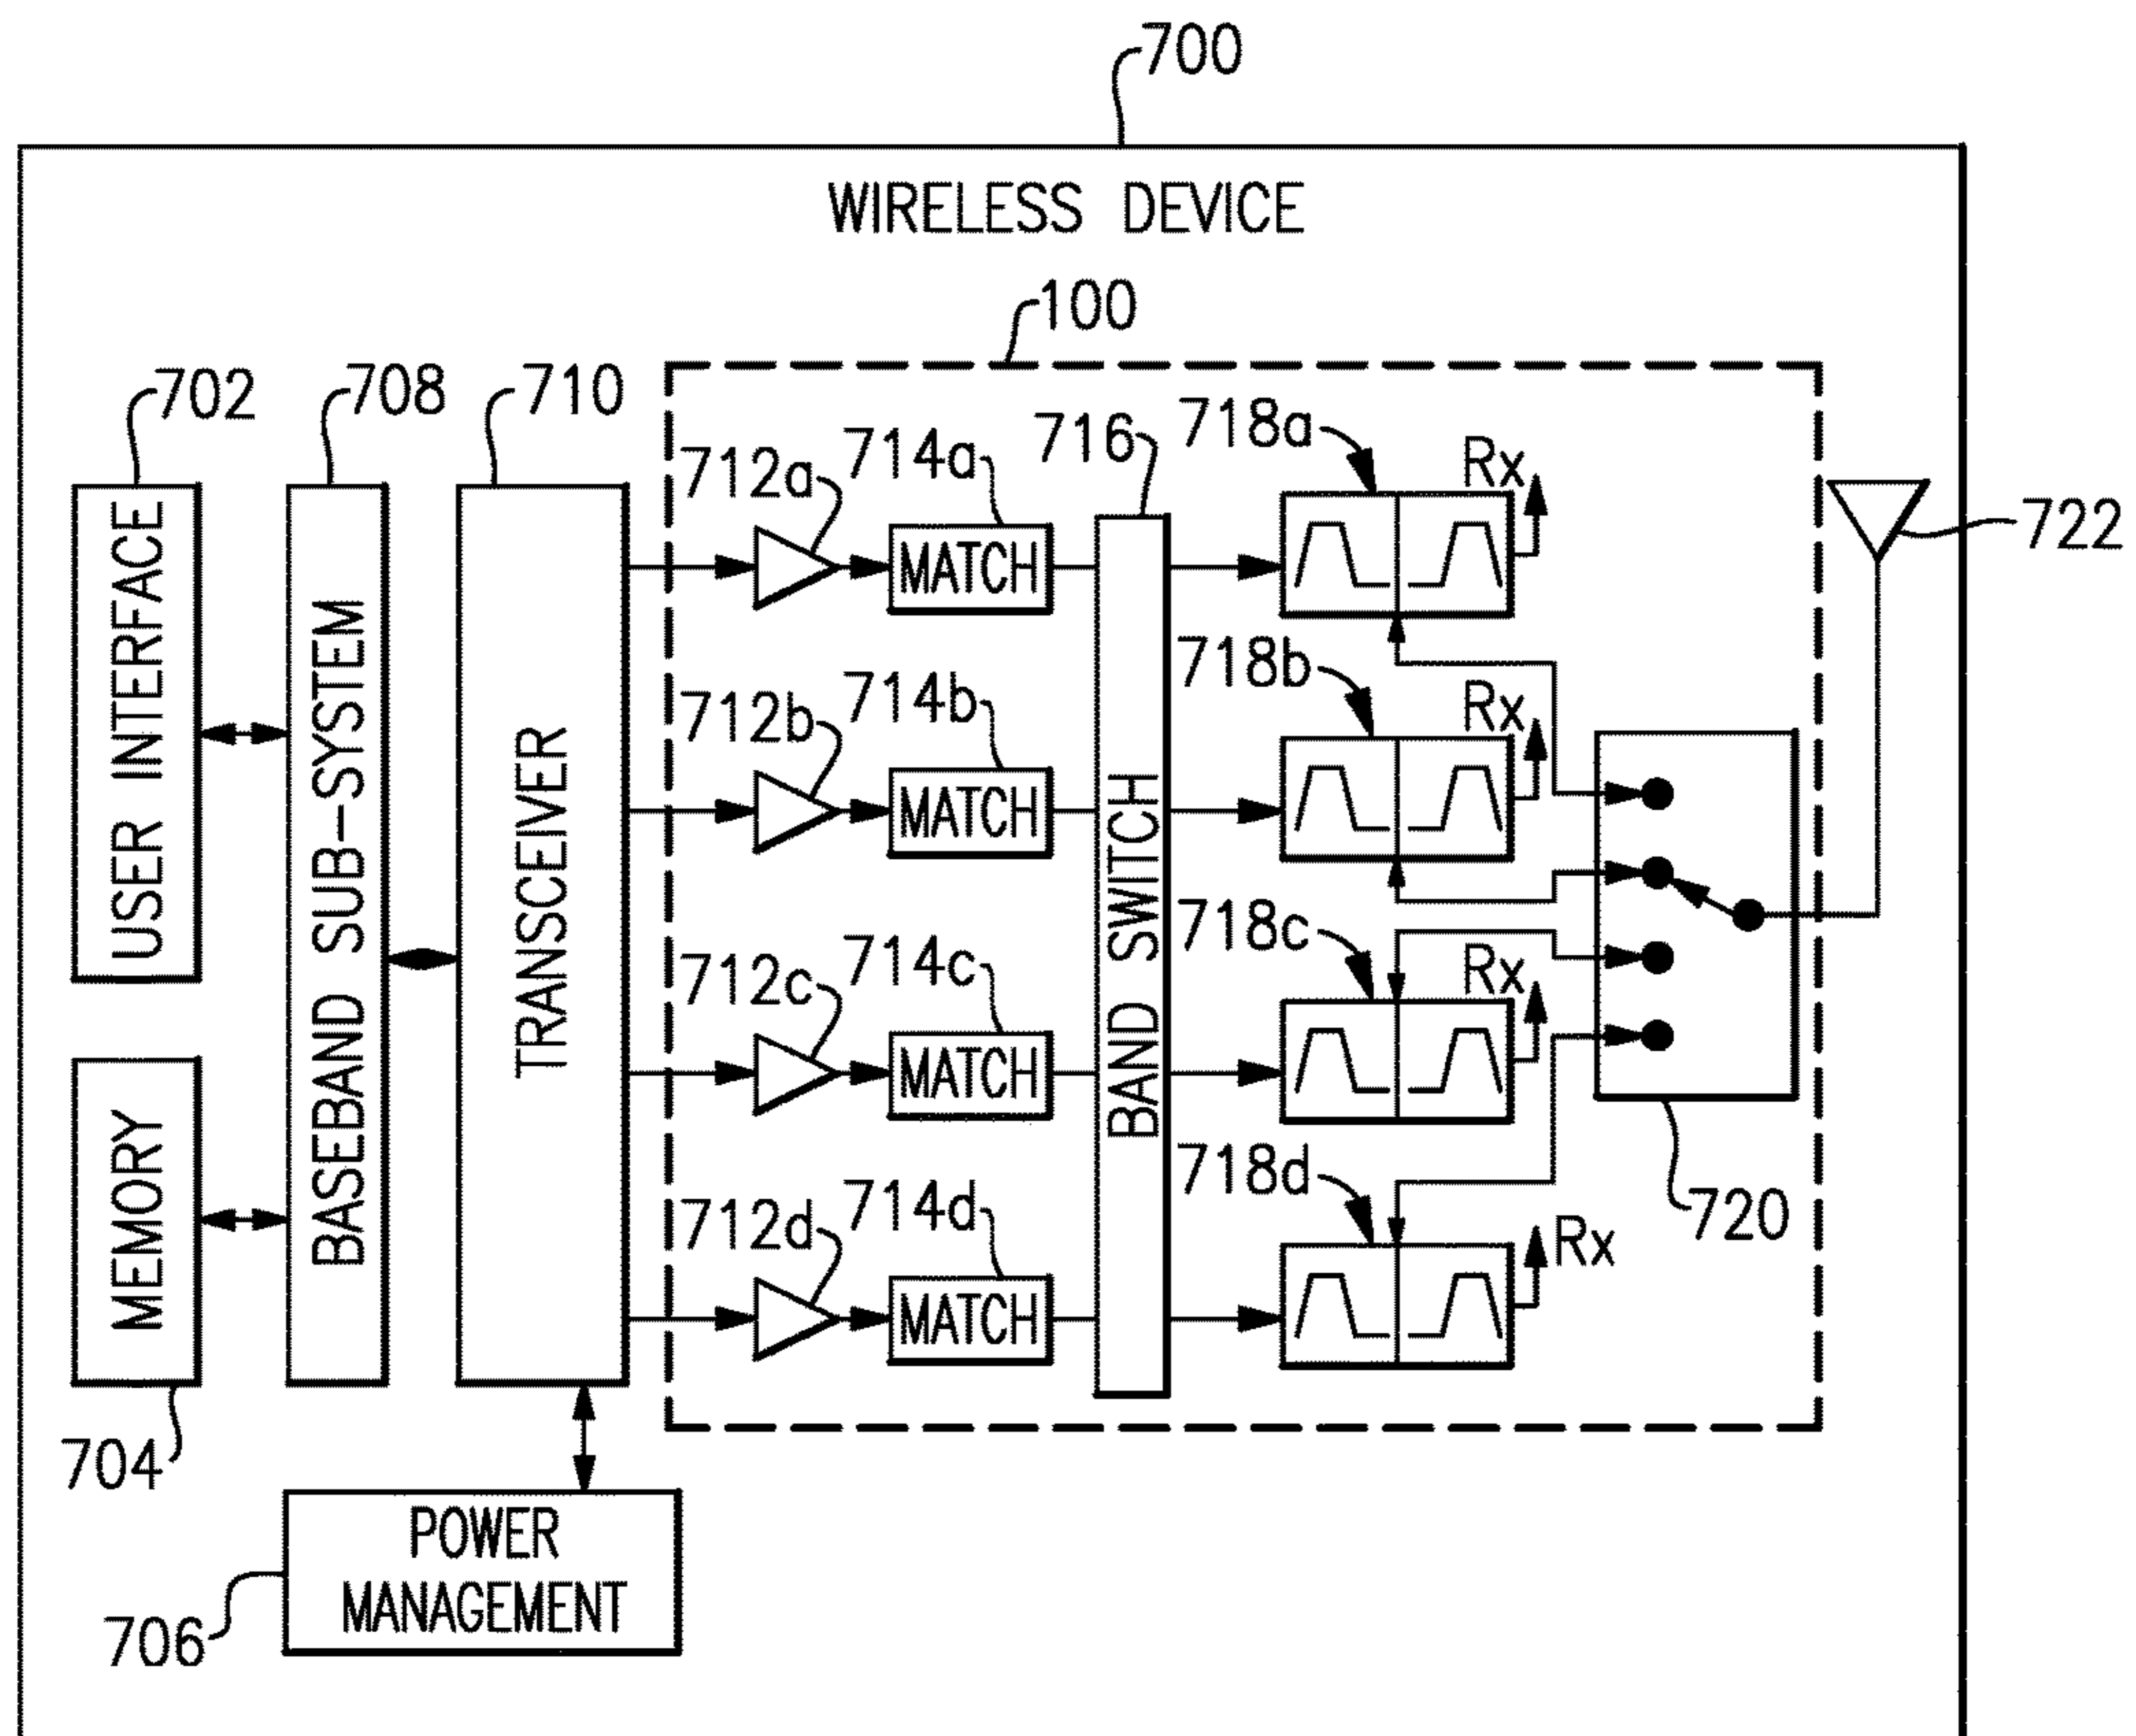 700
WIRELESS DEVICE
100
702
708
710
712a
714a
716
718a
Rx
722
USER INTERFACE
BASEBAND SUB-SYSTEM
TRANSCEIVER
MATCH
BAND SWITCH
712b
714b
718b
Rx
MATCH
712c
714c
718c
Rx
MATCH
MEMORY
712d
714d
718d
Rx
720
MATCH
704
POWER
MANAGEMENT
706